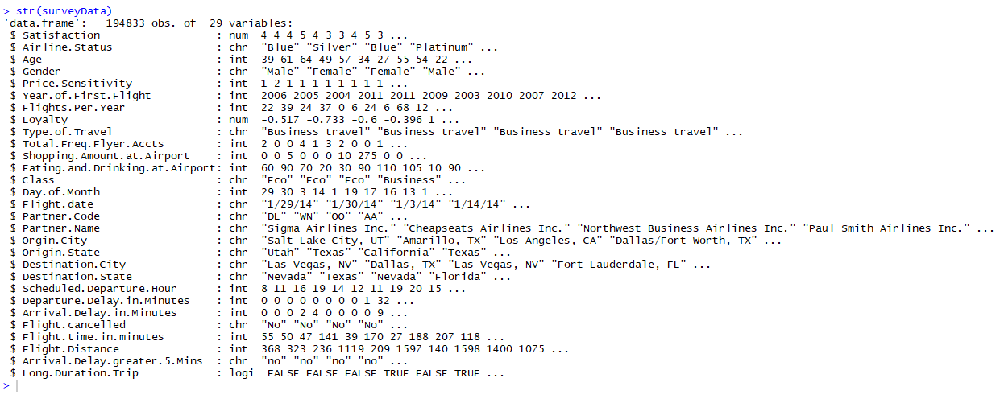 > str(surveyData)
'data.frame':	194833 obs. of  29 variables:
 $ Satisfaction                   : num  4 4 4 5 4 3 3 4 5 3 ...
 $ Airline.Status                 : chr  "Blue" "Silver" "Blue" "Platinum" ...
 $ Age                            : int  39 61 64 49 57 34 27 55 54 22 ...
 $ Gender                         : chr  "Male" "Female" "Female" "Male" ...
 $ Price.Sensitivity              : int  1 2 1 1 1 1 1 1 1 1 ...
 $ Year.of.First.Flight           : int  2006 2005 2004 2011 2011 2009 2003 2010 2007 2012 ...
 $ Flights.Per.Year               : int  22 39 24 37 0 6 24 6 68 12 ...
 $ Loyalty                        : num  -0.517 -0.733 -0.6 -0.396 1 ...
 $ Type.of.Travel                 : chr  "Business travel" "Business travel" "Business travel" "Business travel" ...
 $ Total.Freq.Flyer.Accts         : int  2 0 0 4 1 3 2 0 0 1 ...
 $ Shopping.Amount.at.Airport     : int  0 0 5 0 0 0 10 275 0 0 ...
 $ Eating.and.Drinking.at.Airport: int  60 90 70 20 30 90 110 105 10 90 ...
 $ Class                          : chr  "Eco" "Eco" "Eco" "Business" ...
 $ Day.of.Month                   : int  29 30 3 14 1 19 17 16 13 1 ...
 $ Flight.date                    : chr  "1/29/14" "1/30/14" "1/3/14" "1/14/14" ...
 $ Partner.Code                   : chr  "DL" "WN" "OO" "AA" ...
 $ Partner.Name                   : chr  "Sigma Airlines Inc." "Cheapseats Airlines Inc." "Northwest Business Airlines Inc." "Paul Smith Airlines Inc." ...
 $ Orgin.City                     : chr  "Salt Lake City, UT" "Amarillo, TX" "Los Angeles, CA" "Dallas/Fort Worth, TX" ...
 $ Origin.State                   : chr  "Utah" "Texas" "California" "Texas" ...
 $ Destination.City               : chr  "Las Vegas, NV" "Dallas, TX" "Las Vegas, NV" "Fort Lauderdale, FL" ...
 $ Destination.State              : chr  "Nevada" "Texas" "Nevada" "Florida" ...
 $ Scheduled.Departure.Hour       : int  8 11 16 19 14 12 11 19 20 15 ...
 $ Departure.Delay.in.Minutes     : int  0 0 0 0 0 0 0 0 1 32 ...
 $ Arrival.Delay.in.Minutes       : int  0 0 0 2 4 0 0 0 0 9 ...
 $ Flight.cancelled               : chr  "No" "No" "No" "No" ...
 $ Flight.time.in.minutes         : int  55 50 47 141 39 170 27 188 207 118 ...
 $ Flight.Distance                : int  368 323 236 1119 209 1597 140 1598 1400 1075 ...
 $ Arrival.Delay.greater.5.Mins   : chr  "no" "no" "no" "no" ...
 $ Long.Duration.Trip             : logi  FALSE FALSE FALSE TRUE FALSE TRUE ...
>